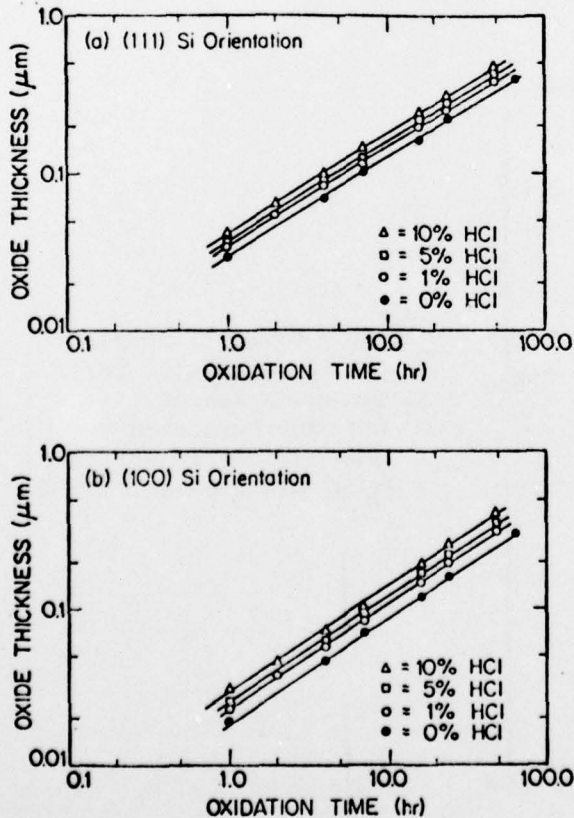 (a) (111) Si Orientation
OXIDE THICKNESS (μm)
1.0
0.1
0.01
△ = 10% HCl
□ = 5% HCl
○ = 1% HCl
● = 0% HCl
0.1 1.0 10.0 100.0
OXIDATION TIME (hr)
(b) (100) Si Orientation
OXIDE THICKNESS (μm)
1.0
0.1
0.01
△ = 10% HCl
□ = 5% HCl
○ = 1% HCl
● = 0% HCl
0.1 1.0 10.0 100.0
OXIDATION TIME (hr)